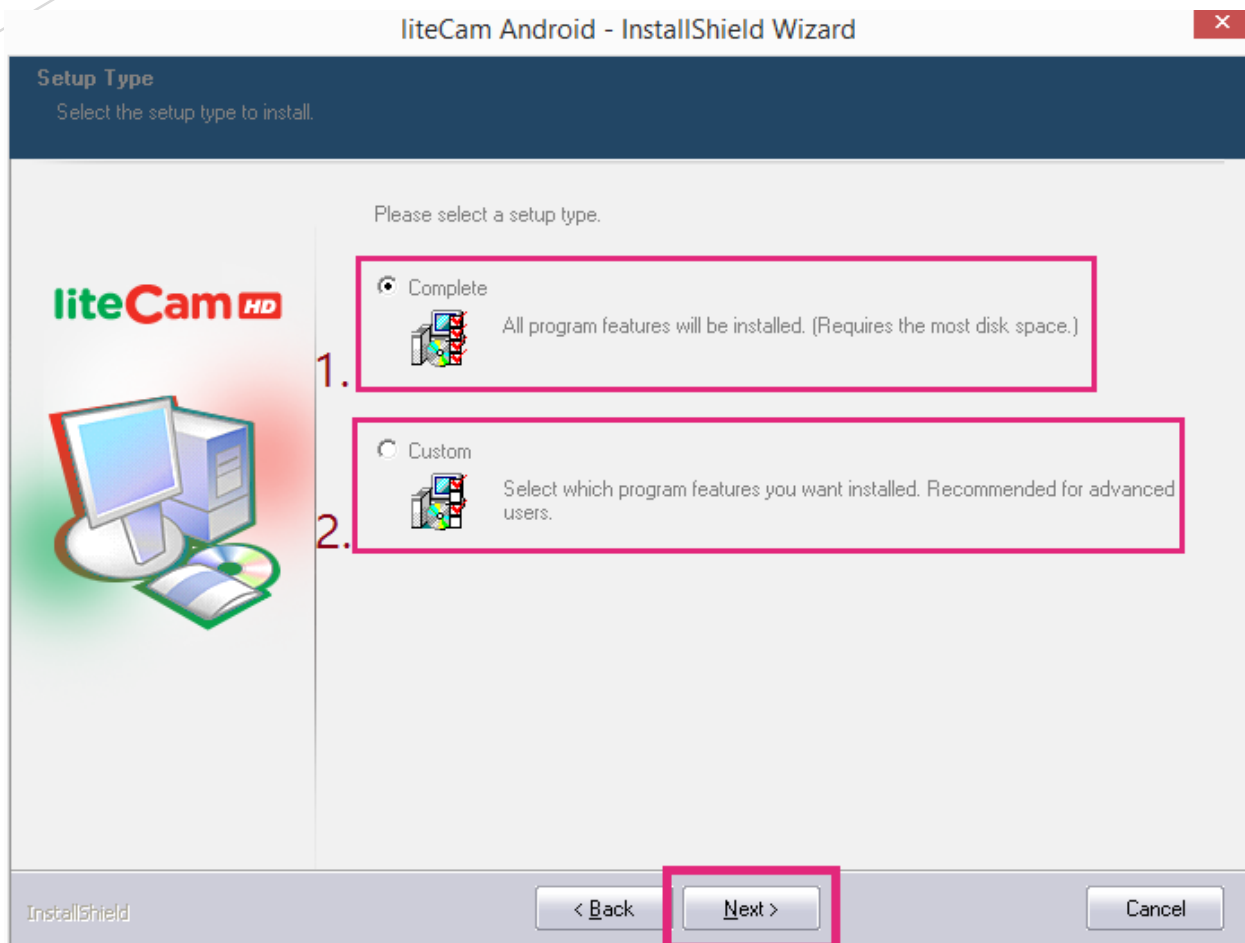 liteCam Android - InstallShield Wizard
Setup Type
Select the setup type to install.
Please select a setup type.
liteCam HD
Complete
All program features will be installed. (Requires the most disk space.)
1.
Custom
Select which program features you want installed. Recommended for advanced
users.
2.
InstallShield
< Back
Next >
Cancel